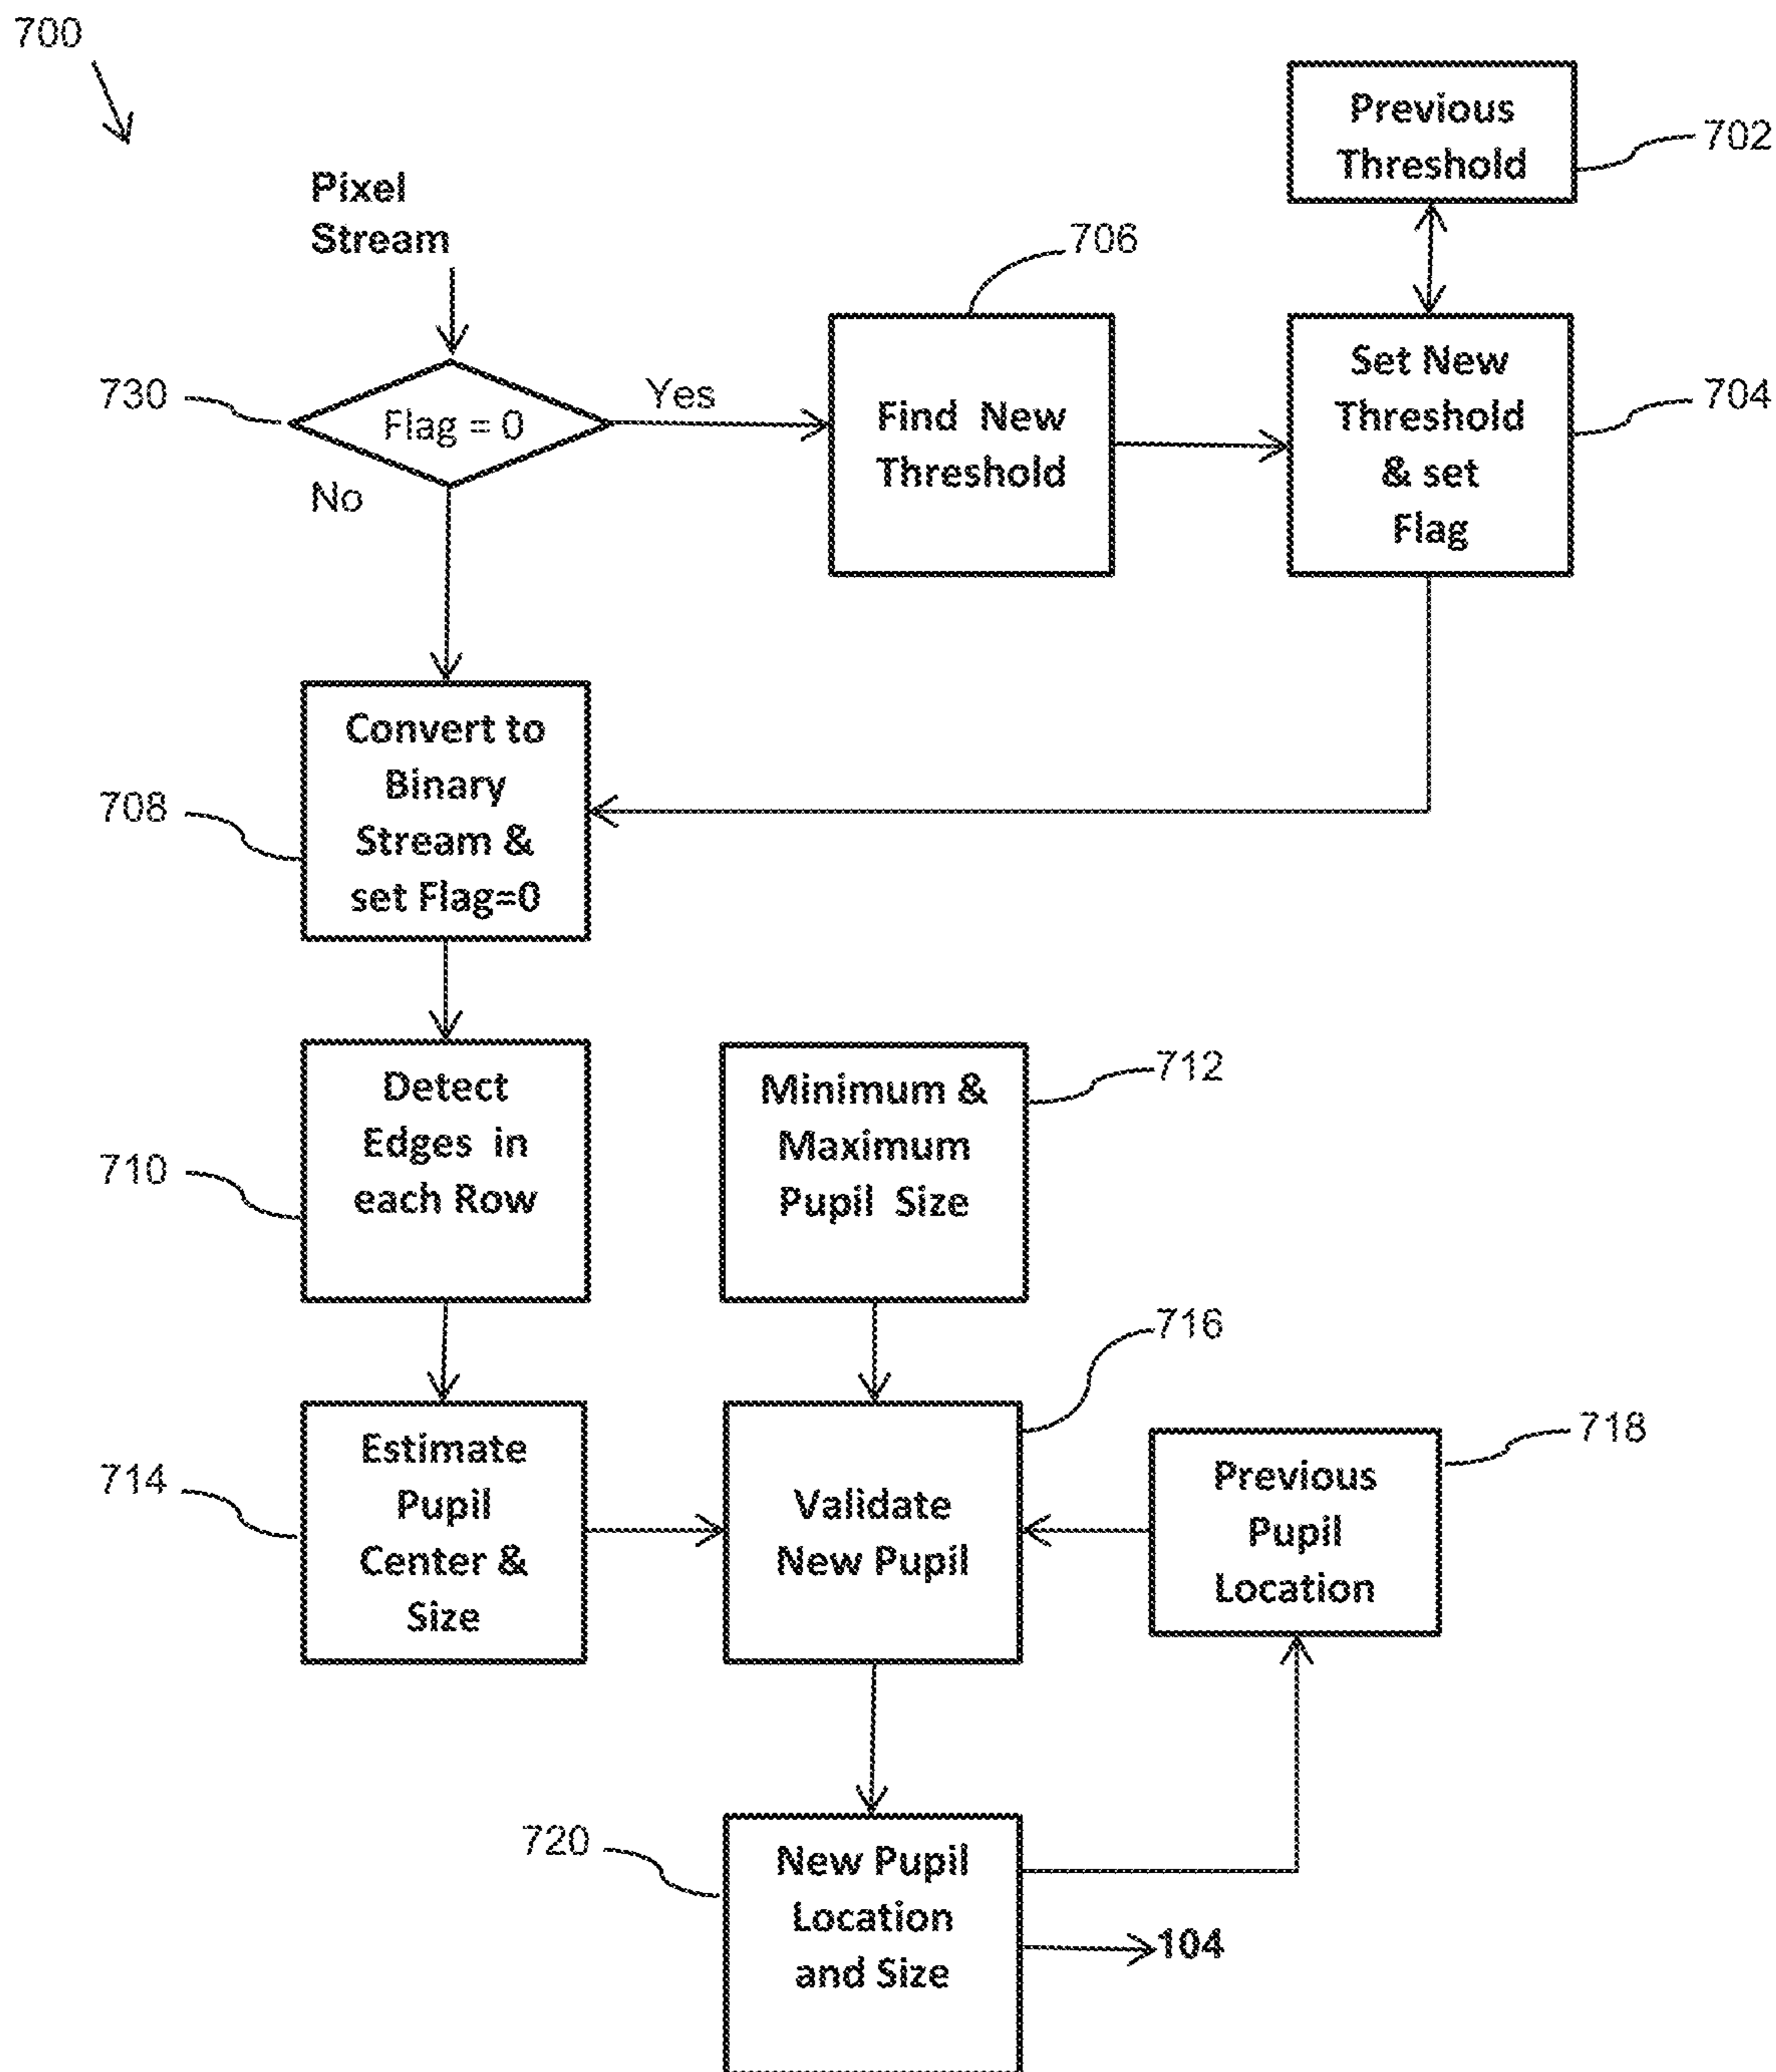 700
Previous
Threshold
702
Pixel
Stream
706
730
Flag = 0
Yes
No
Find New
Threshold
Set New
Threshold
& set
Flag
704
Convert to
Binary
Stream &
set Flag=0
708
Detect
Edges in
each Row
710
Minimum &
Maximum
Pupil Size
712
716
Estimate
Pupil
Center &
Size
714
Validate
New Pupil
Previous
Pupil
Location
718
720
New Pupil
Location
and Size
104